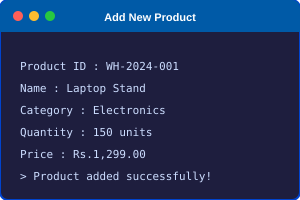 Add New Product
Product ID : WH-2024-001
Name : Laptop Stand
Category : Electronics
Quantity : 150 units
Price : Rs.1,299.00
> Product added successfully!